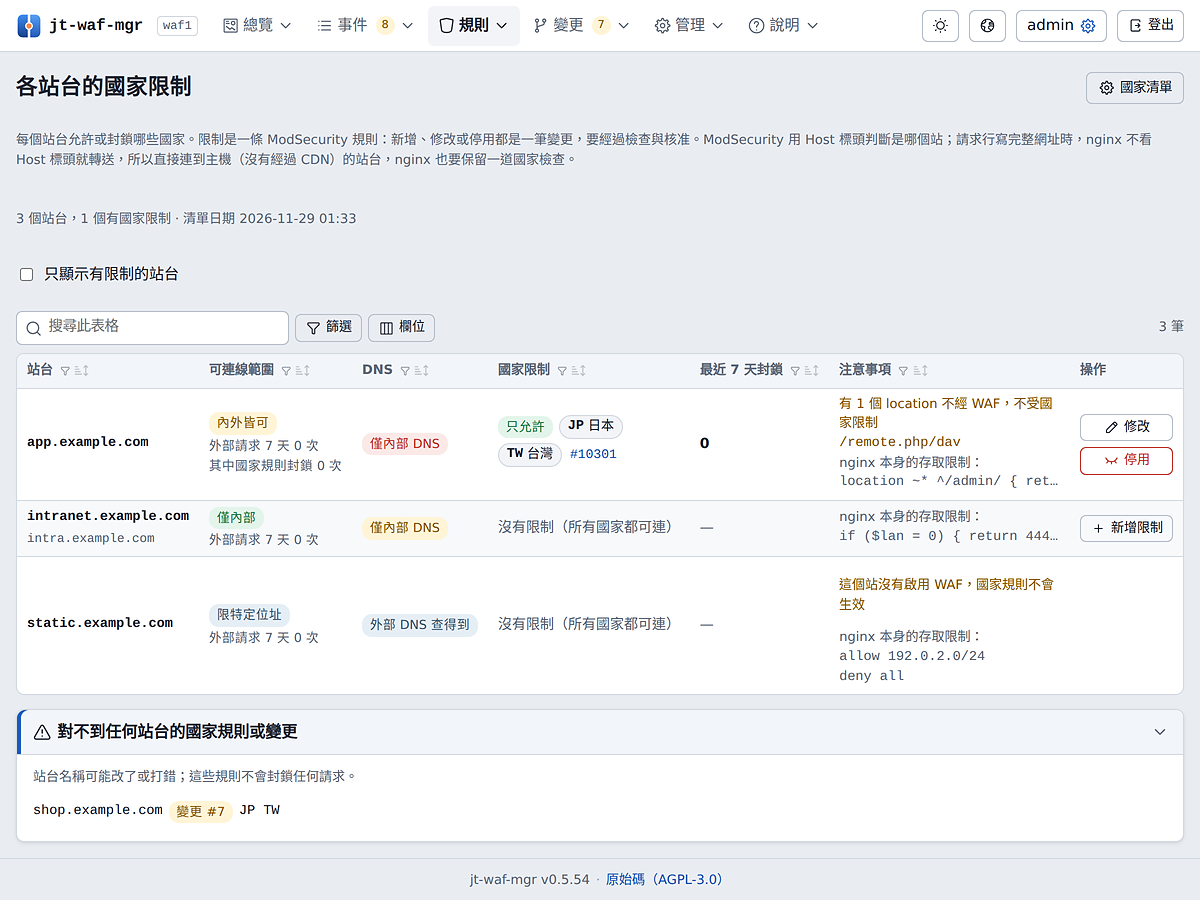 jt-waf-mgr waf1 總覽 事件 8 規則 變更 7 管理 說明 admin 登出
各站台的國家限制
國家清單
每個站台允許或封鎖哪些國家。限制是一條 ModSecurity 規則：新增、修改或停用都是一筆變更，要經過檢查與核准。ModSecurity 用 Host 標頭判斷是哪個站；請求行寫完整網址時，nginx 不看
Host 標頭就轉送，所以直接連到主機（沒有經過 CDN）的站台，nginx 也要保留一道國家檢查。
3 個站台，1 個有國家限制 · 清單日期 2026-11-29 01:33
只顯示有限制的站台
搜尋此表格 篩選 欄位 3 筆
站台 可連線範圍 DNS 國家限制 最近 7 天封鎖 注意事項 操作
app.example.com
內外皆可
外部請求 7 天 0 次
其中國家規則封鎖 0 次
僅內部 DNS
只允許 JP 日本
TW 台灣 #10301
0
有 1 個 location 不經 WAF，不受國
家限制
/remote.php/dav
nginx 本身的存取限制：
location ~* ^/admin/ { ret…
修改
停用
intranet.example.com
intra.example.com
僅內部
外部請求 7 天 0 次
僅內部 DNS
沒有限制（所有國家都可連）
—
nginx 本身的存取限制：
if ($lan = 0) { return 444…
+ 新增限制
static.example.com
限特定位址
外部請求 7 天 0 次
外部 DNS 查得到
沒有限制（所有國家都可連）
—
這個站沒有啟用 WAF，國家規則不會
生效
nginx 本身的存取限制：
allow 192.0.2.0/24
deny all
對不到任何站台的國家規則或變更
站台名稱可能改了或打錯；這些規則不會封鎖任何請求。
shop.example.com 變更 #7 JP TW
jt-waf-mgr v0.5.54 · 原始碼（AGPL-3.0）